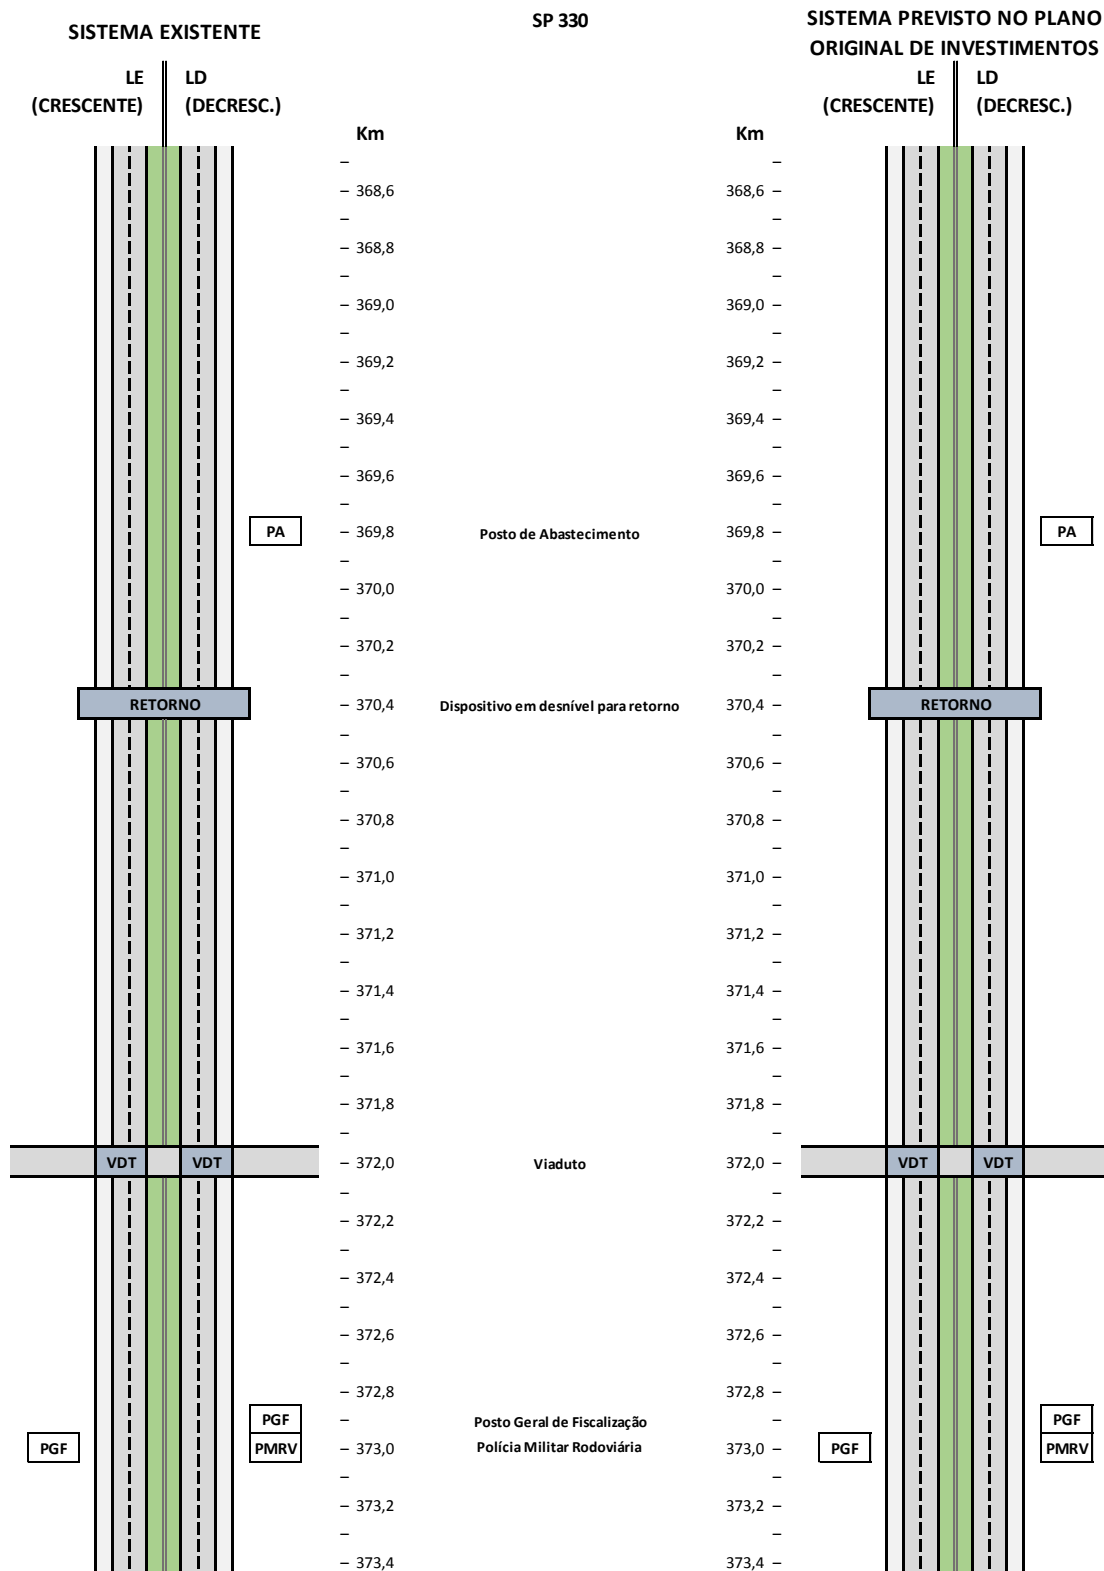 SISTEMA EXISTENTE
SP 330
SISTEMA PREVISTO NO PLANO
ORIGINAL DE INVESTIMENTOS
LE LD
(CRESCENTE) (DECRESC.)
LE LD
(CRESCENTE) (DECRESC.)
Km Km
– –
– 368,6 368,6 –
– –
– 368,8 368,8 –
– –
– 369,0 369,0 –
– –
– 369,2 369,2 –
– –
– 369,4 369,4 –
– –
– 369,6 369,6 –
– –
PA – 369,8 Posto de Abastecimento 369,8 – PA
– –
– 370,0 370,0 –
– –
– 370,2 370,2 –
– –
RETORNO – 370,4 Dispositivo em desnível para retorno 370,4 – RETORNO
– –
– 370,6 370,6 –
– –
– 370,8 370,8 –
– –
– 371,0 371,0 –
– –
– 371,2 371,2 –
– –
– 371,4 371,4 –
– –
– 371,6 371,6 –
– –
– 371,8 371,8 –
– –
VDT VDT – 372,0 Viaduto 372,0 – VDT VDT
– –
– 372,2 372,2 –
– –
– 372,4 372,4 –
– –
– 372,6 372,6 –
– –
– 372,8 372,8 –
PGF – Posto Geral de Fiscalização – PGF
PGF PMRV – 373,0 Polícia Militar Rodoviária 373,0 – PGF PMRV
– –
– 373,2 373,2 –
– –
– 373,4 373,4 –